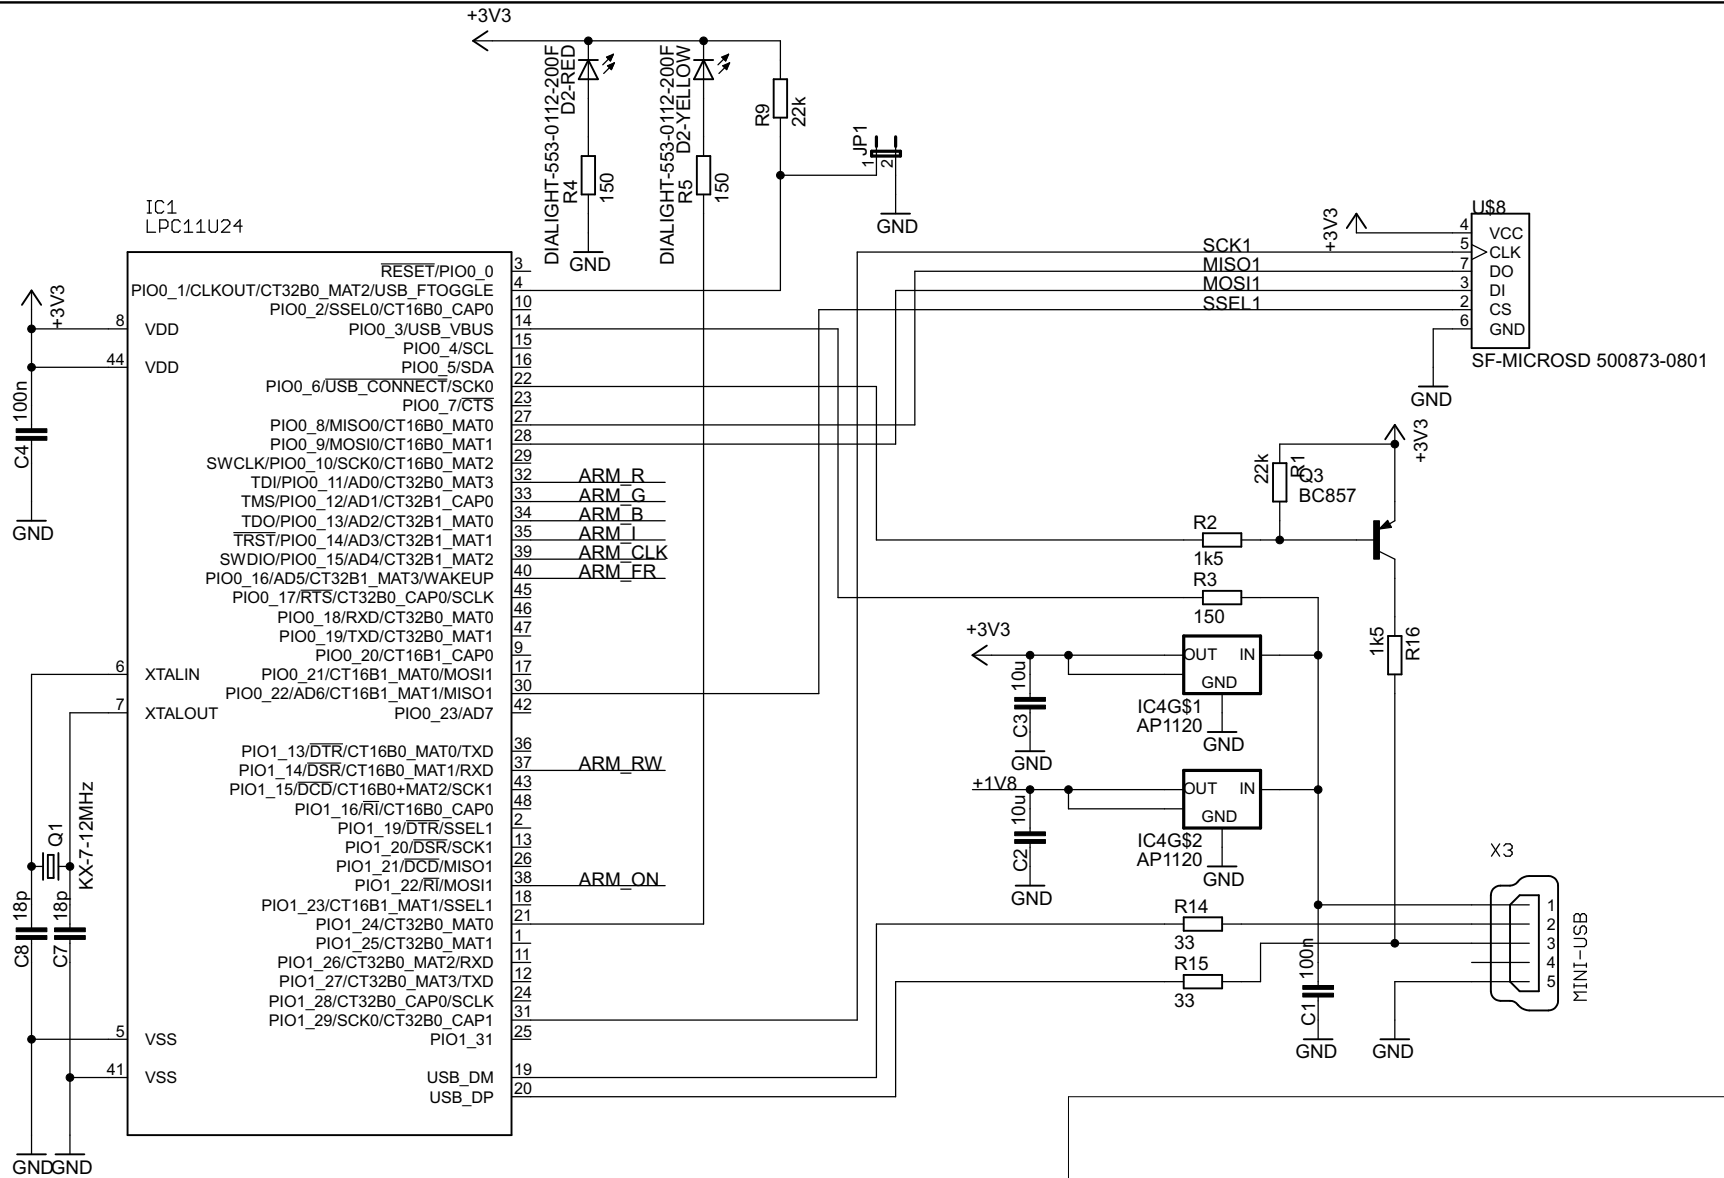 +3V3
DIALIGHT-553-0112-200F
D2-RED
R4
150
GND
DIALIGHT-553-0112-200F
D2-YELLOW
R5
150
R9
22k
JP1
1
2
GND
IC1
LPC11U24
RESET/PIO0_0 3
PIO0_1/CLKOUT/CT32B0_MAT2/USB_FTOGGLE 4
PIO0_2/SSEL0/CT16B0_CAP0 10
PIO0_3/USB_VBUS 14
PIO0_4/SCL 15
PIO0_5/SDA 16
PIO0_6/USB_CONNECT/SCK0 22
PIO0_7/CTS 23
PIO0_8/MISO0/CT16B0_MAT0 27
PIO0_9/MOSI0/CT16B0_MAT1 28
SWCLK/PIO0_10/SCK0/CT16B0_MAT2 29
TDI/PIO0_11/AD0/CT32B0_MAT3 32 ARM_R
TMS/PIO0_12/AD1/CT32B1_CAP0 33 ARM_G
TDO/PIO0_13/AD2/CT32B1_MAT0 34 ARM_B
TRST/PIO0_14/AD3/CT32B1_MAT1 35 ARM_I
SWDIO/PIO0_15/AD4/CT32B1_MAT2 39 ARM_CLK
PIO0_16/AD5/CT32B1_MAT3/WAKEUP 40 ARM_FR
PIO0_17/RTS/CT32B0_CAP0/SCLK 45
PIO0_18/RXD/CT32B0_MAT0 46
PIO0_19/TXD/CT32B0_MAT1 47
PIO0_20/CT16B1_CAP0 9
PIO0_21/CT16B1_MAT0/MOSI1 17
PIO0_22/AD6/CT16B1_MAT1/MISO1 30
PIO0_23/AD7 42
PIO1_13/DTR/CT16B0_MAT0/TXD 36
PIO1_14/DSR/CT16B0_MAT1/RXD 37 ARM_RW
PIO1_15/DCD/CT16B0+MAT2/SCK1 43
PIO1_16/RI/CT16B0_CAP0 48
PIO1_19/DTR/SSEL1 2
PIO1_20/DSR/SCK1 13
PIO1_21/DCD/MISO1 26
PIO1_22/RI/MOSI1 38 ARM_ON
PIO1_23/CT16B1_MAT1/SSEL1 18
PIO1_24/CT32B0_MAT0 21
PIO1_25/CT32B0_MAT1 1
PIO1_26/CT32B0_MAT2/RXD 11
PIO1_27/CT32B0_MAT3/TXD 12
PIO1_28/CT32B0_CAP0/SCLK 24
PIO1_29/SCK0/CT32B0_CAP1 31
PIO1_31 25
USB_DM 19
USB_DP 20
+3V3
8 VDD
44 VDD
C4
100n
GND
6 XTALIN
7 XTALOUT
Q1
KX-7-12MHz
C8
18p
C7
18p
5 VSS
41 VSS
GND
GND
SCK1
MISO1
MOSI1
SSEL1
+3V3
U$8
4 VCC
5 CLK
7 DO
3 DI
2 CS
6 GND
SF-MICROSD 500873-0801
GND
+3V3
22k
R1
Q3
BC857
R2
1k5
R3
150
1k5
R16
+3V3
10u
C3
GND
OUT IN
GND
IC4G$1
AP1120
GND
+1V8
10u
C2
GND
OUT IN
GND
IC4G$2
AP1120
GND
R14
33
R15
33
C1
100n
GND
GND
X3
1
2
3
4
5
MINI-USB